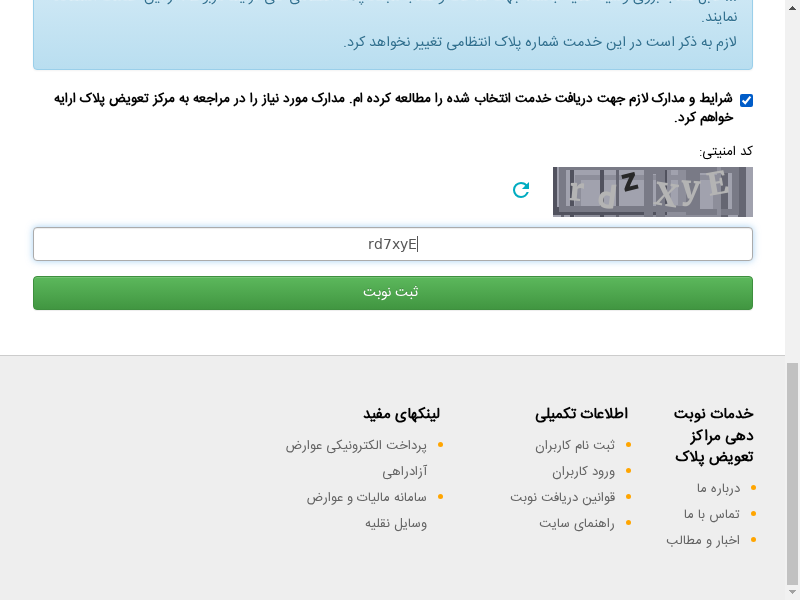 نمایند.
لازم به ذکر است در این خدمت شماره پلاک انتظامی تغییر نخواهد کرد.
شرایط و مدارک لازم جهت دریافت خدمت انتخاب شده را مطالعه کرده ام. مدارک مورد نیاز را در مراجعه به مرکز تعویض پلاک ارایه
خواهم کرد.
کد امنیتی:
rdzxyE
rd7xyE
ثبت نوبت
خدمات نوبت
دهی مراکز
تعویض پلاک
درباره ما
تماس با ما
اخبار و مطالب
اطلاعات تکمیلی
ثبت نام کاربران
ورود کاربران
قوانین دریافت نوبت
راهنمای سایت
لینکهای مفید
پرداخت الکترونیکی عوارض
آزادراهی
سامانه مالیات و عوارض
وسایل نقلیه